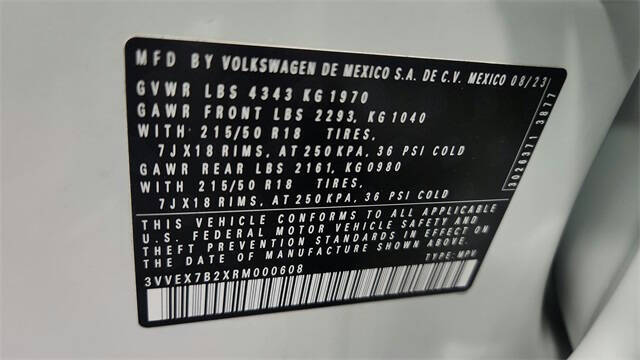 MFD BY VOLKSWAGEN DE MEXICO S.A. DE C.V. MEXICO 08/23
GVWR LBS 4343 KG 1970
GAWR FRONT LBS 2293, KG 1040
WITH 215/50 R18 TIRES,
7JX18 RIMS, AT 250 KPA, 36 PSI COLD
GAWR REAR LBS 2161, KG 0980
WITH 215/50 R18 TIRES,
7JX18 RIMS, AT 250 KPA, 36 PSI COLD
THIS VEHICLE CONFORMS TO ALL APPLICABLE
U.S. FEDERAL MOTOR VEHICLE SAFETY AND
THEFT PREVENTION STANDARDS IN EFFECT ON
THE DATE OF MANUFACTURE SHOWN ABOVE.
3VVEX7B2XRM000608 TYPE: MPV
3020371 3877